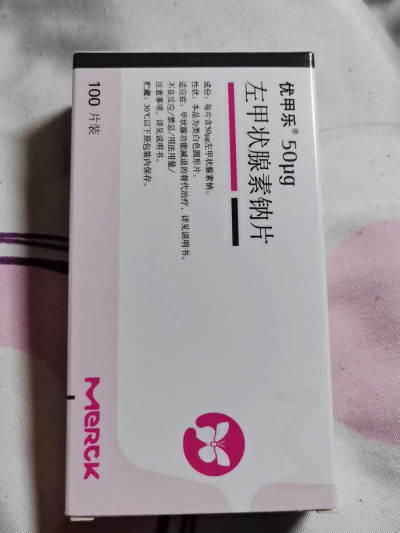 优甲乐® 50μg
左甲状腺素钠片
成份：每片含50μg左甲状腺素钠。
性状：本品为类白色圆形片。
适应症：甲状腺功能减退的替代治疗，详见说明书。
不良反应/禁忌/用法用量/
注意事项，详见说明书。
贮藏：30℃以下原包装内保存。
100 片装
MERCK